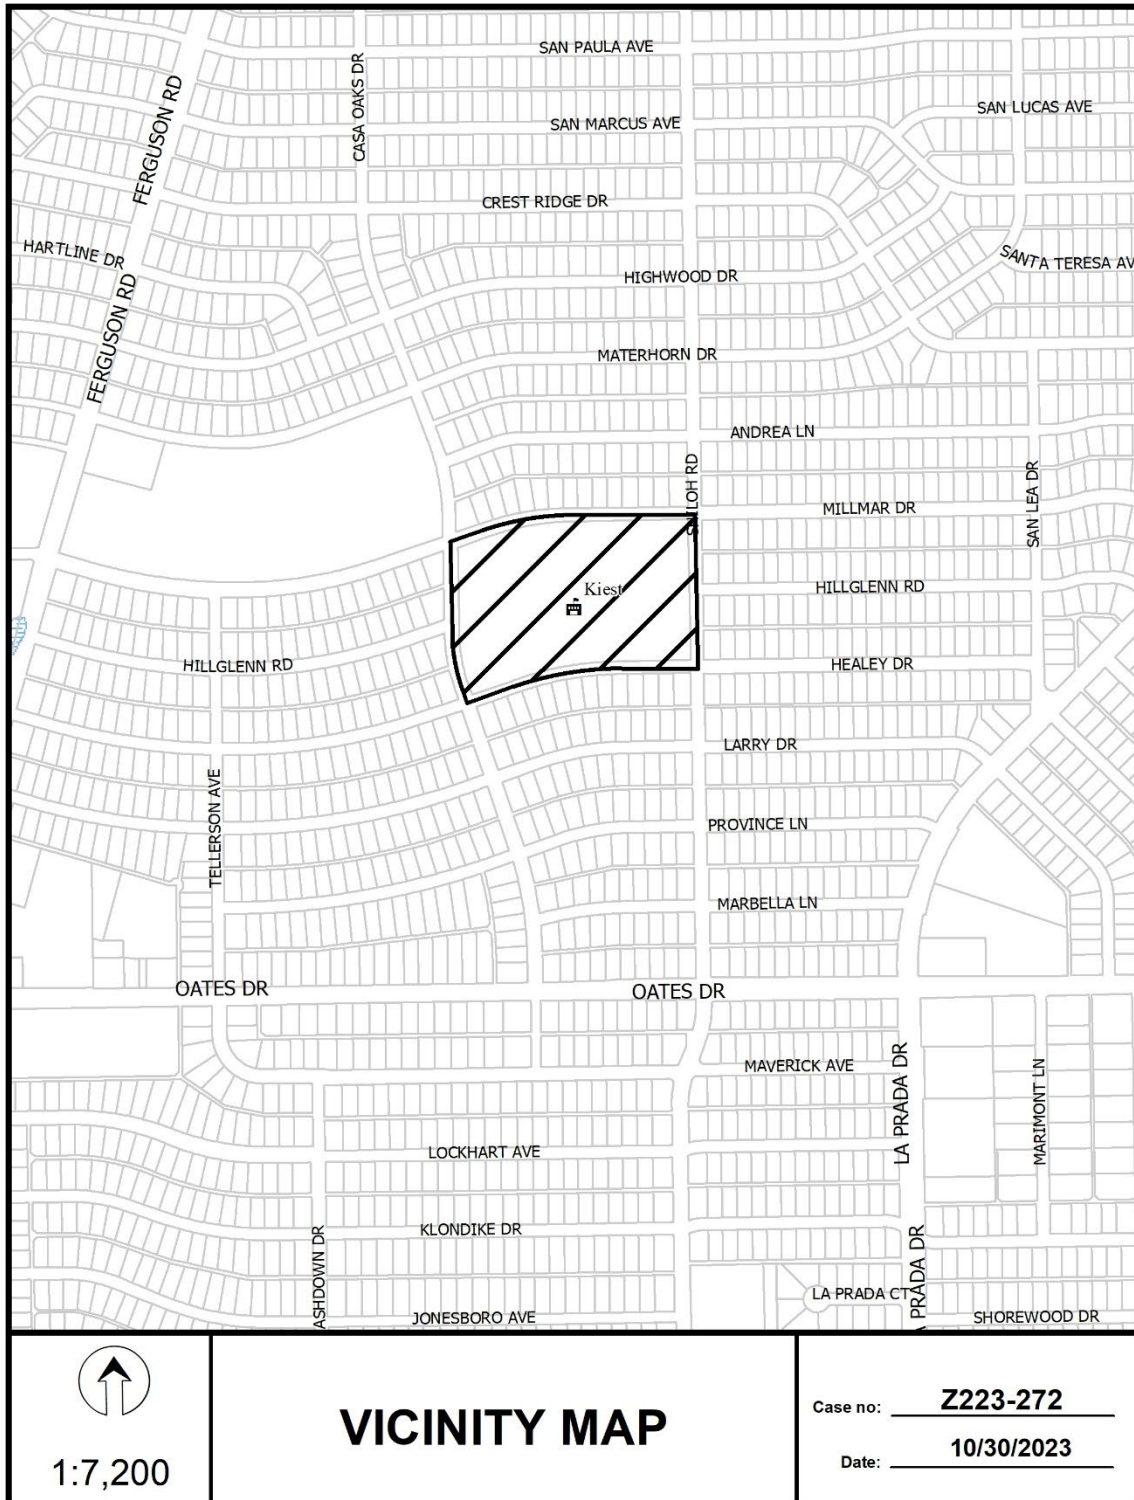 SAN PAULA AVE
CASA OAKS DR
FERGUSON RD
SAN LUCAS AVE
SAN MARCUS AVE
CREST RIDGE DR
HARTLINE DR
SANTA TERESA AV
HIGHWOOD DR
FERGUSON RD
MATERHORN DR
ANDREA LN
SHILOH RD
SAN LEA DR
MILLMAR DR
Kiest
HILLGLENN RD
HILLGLENN RD
HEALEY DR
LARRY DR
TELLERSON AVE
PROVINCE LN
MARBELLA LN
OATES DR
OATES DR
MAVERICK AVE
LA PRADA DR
MARIMONT LN
LOCKHART AVE
KLONDIKE DR
ASHDOWN DR
PRADA DR
LA PRADA CT
JONESBORO AVE
SHOREWOOD DR
1:7,200
VICINITY MAP
Case no: Z223-272
Date: 10/30/2023